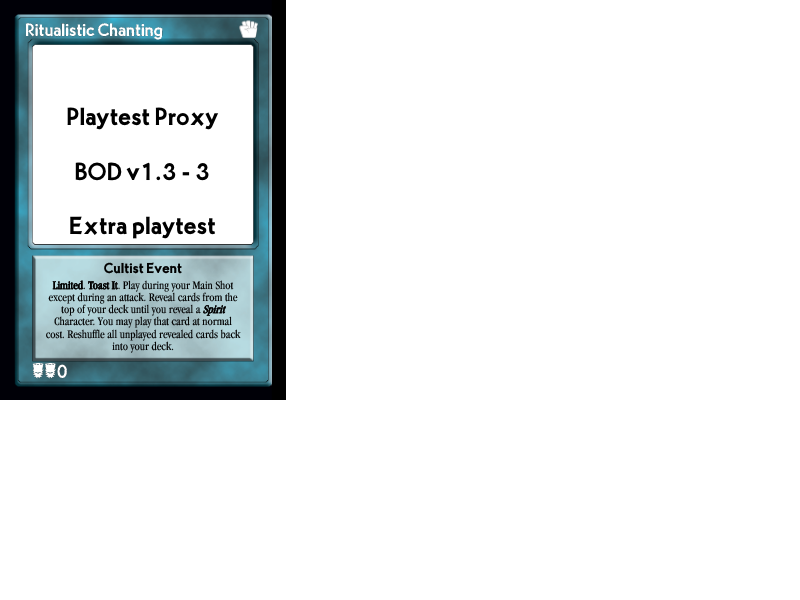 Ritualistic Chanting
Playtest Proxy
BOD v1.3 - 3
Extra playtest
Cultist Event
Limited. Toast It. Play during your Main Shot
except during an attack. Reveal cards from the
top of your deck until you reveal a Spirit
Character. You may play that card at normal
cost. Reshuffle all unplayed revealed cards back
into your deck.
0